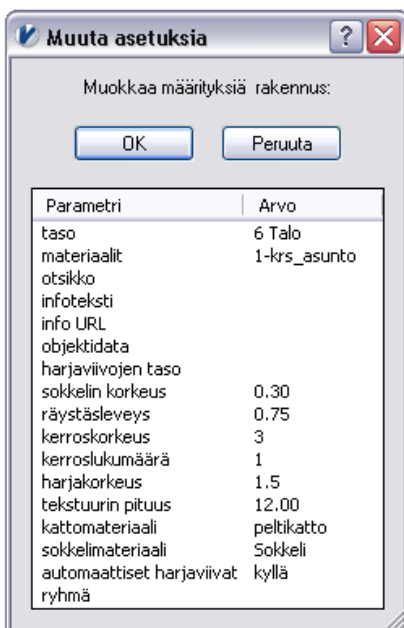 Muuta asetuksia
Muokkaa määrityksiä rakennus:
OK Peruuta
Parametri Arvo
taso 6 Talo
materiaalit 1-krs_asunto
otsikko
infoteksti
info URL
objektidata
harjaviivojen taso
sokkelin korkeus 0.30
räystäsleveys 0.75
kerroskorkeus 3
kerroslukumäärä 1
harjakorkeus 1.5
tekstuurin pituus 12.00
kattomateriaali peltikatto
sokkelimateriaali Sokkeli
automaattiset harjaviivat kyllä
ryhmä